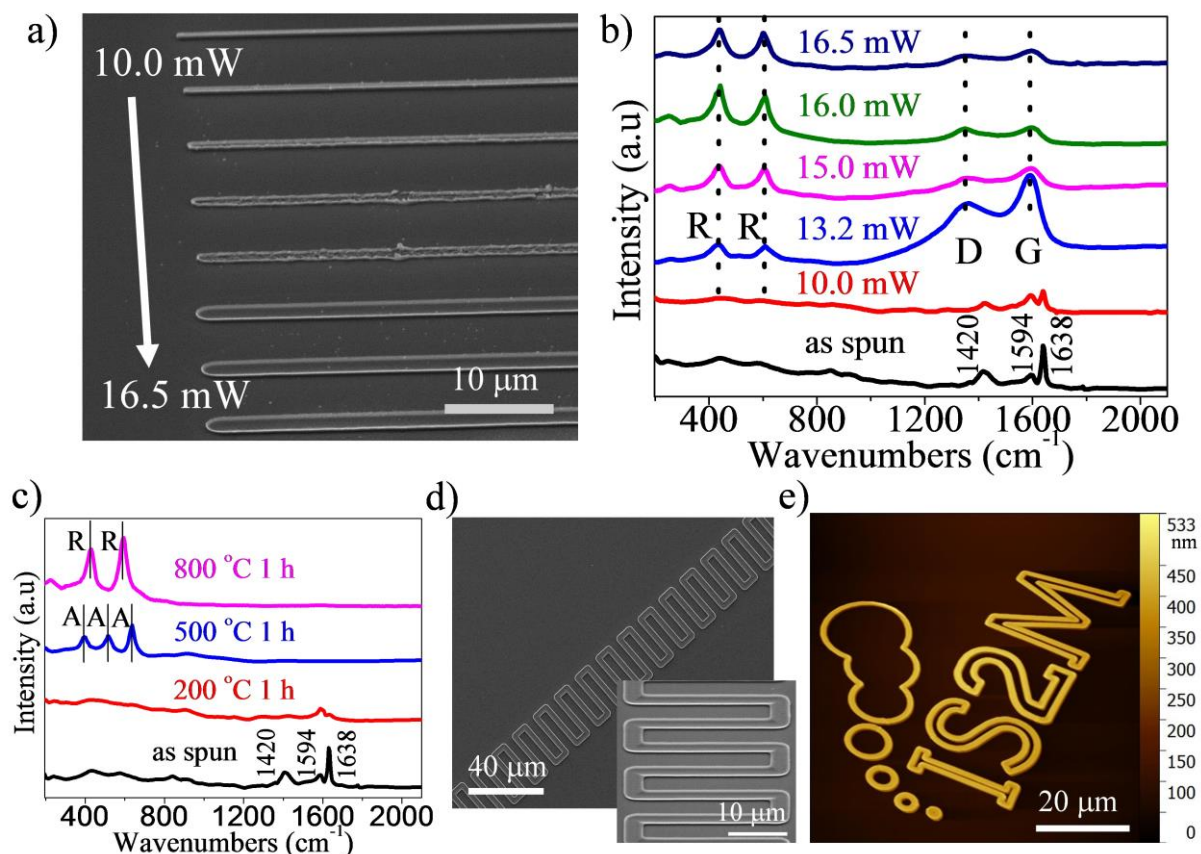 a)
10.0 mW
16.5 mW
10 μm
b)
16.5 mW
16.0 mW
15.0 mW
R R 13.2 mW
D G
10.0 mW
as spun
1420
1594
1638
Intensity (a.u)
400 800 1200 1600 2000
Wavenumbers (cm-1)
c)
R R 800 °C 1 h
A A A 500 °C 1 h
200 °C 1 h
as spun
1420
1594
1638
Intensity (a.u)
400 800 1200 1600 2000
Wavenumbers (cm-1)
d)
40 μm
10 μm
e)
IS2M
20 μm
533
nm
450
400
350
300
250
200
150
100
50
0